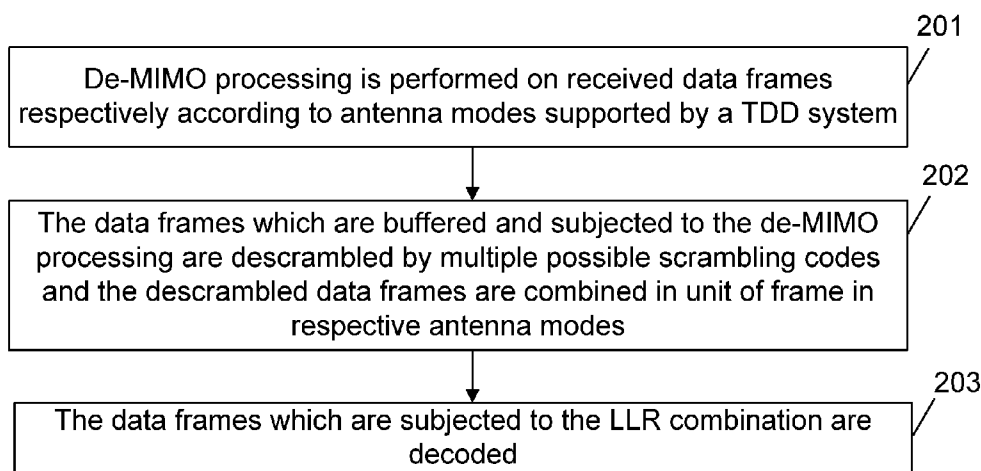 201
De-MIMO processing is performed on received data frames
respectively according to antenna modes supported by a TDD system
202
The data frames which are buffered and subjected to the de-MIMO
processing are descrambled by multiple possible scrambling codes
and the descrambled data frames are combined in unit of frame in
respective antenna modes
203
The data frames which are subjected to the LLR combination are
decoded